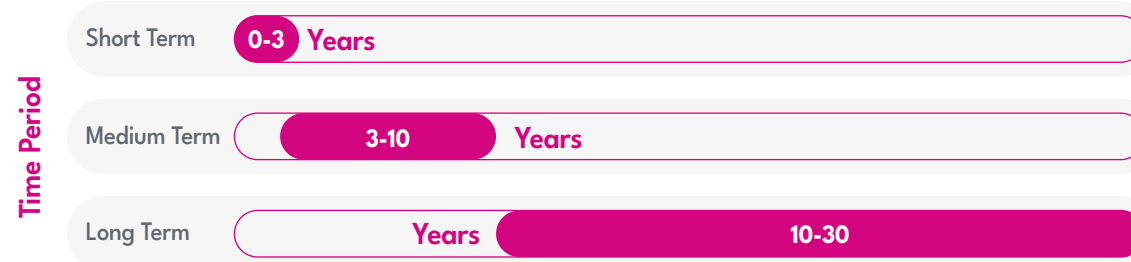 Time Period
Short Term 0-3 Years
Medium Term 3-10 Years
Long Term Years 10-30